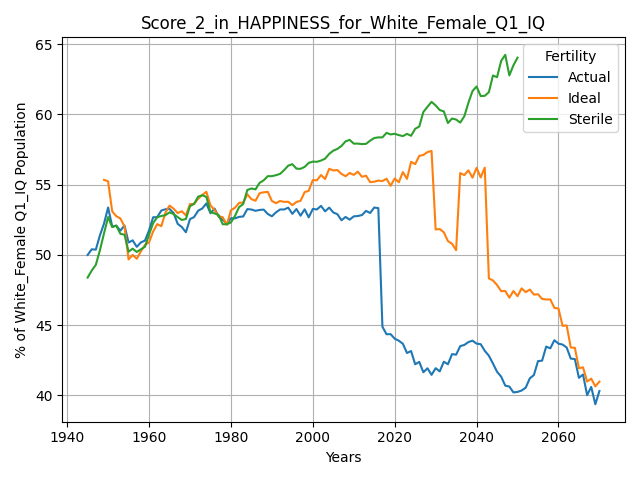 Score_2_in_HAPPINESS_for_White_Female_Q1_IQ
% of White_Female Q1_IQ Population
65
60
55
50
45
40
Fertility
Actual
Ideal
Sterile
1940
1960
1980
2000
2020
2040
2060
Years